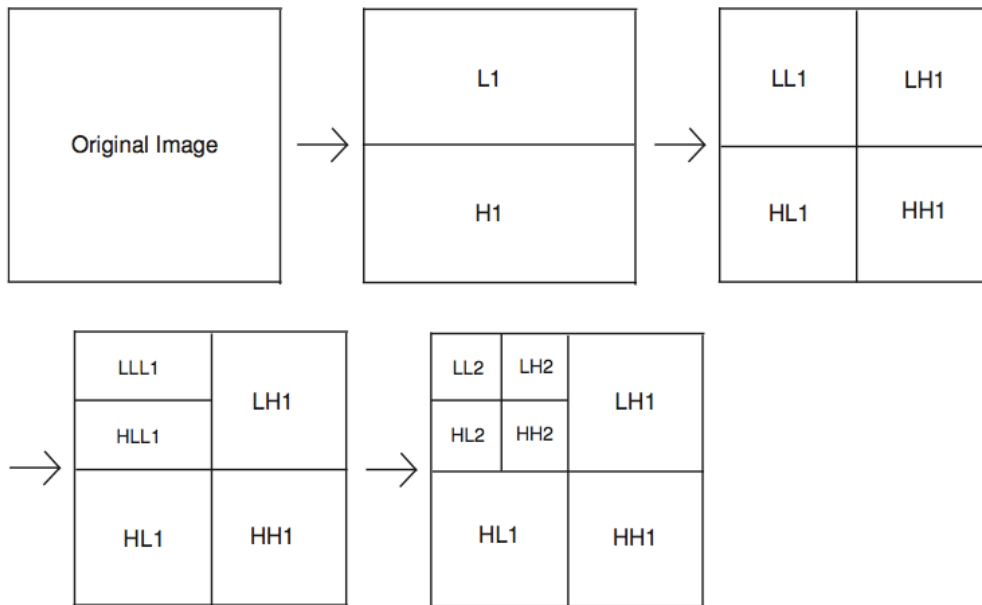 Original Image
L1
H1
LL1 LH1
HL1 HH1
LLL1
HLL1
LH1
HL1 HH1
LL2 LH2
HL2 HH2
LH1
HL1 HH1